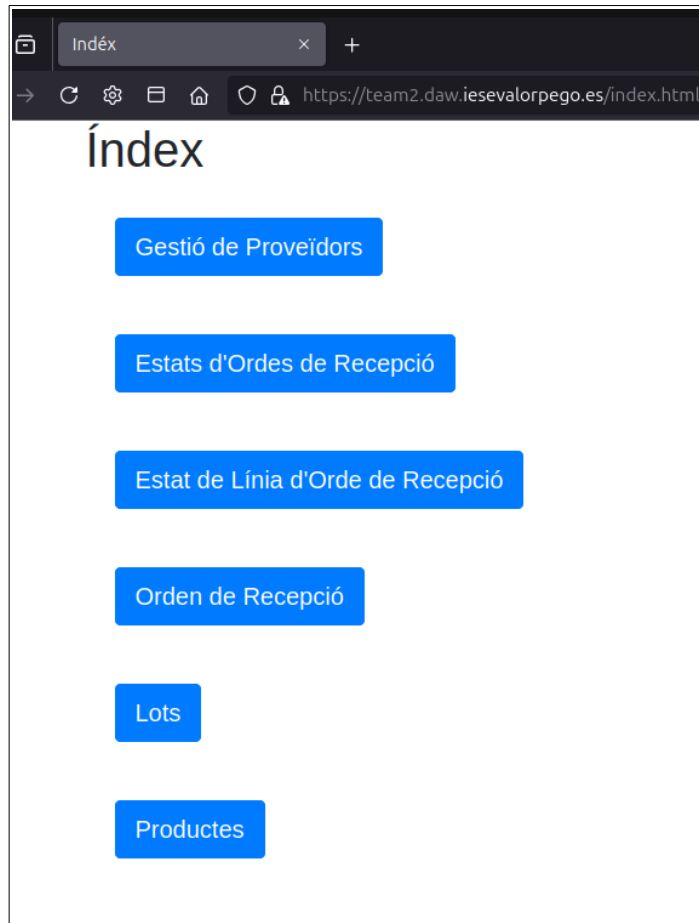 Indéx
https://team2.daw.iesevalorpego.es/index.html
Índex
Gestió de Proveïdors
Estats d'Ordes de Recepció
Estat de Línia d'Orde de Recepció
Orden de Recepció
Lots
Productes